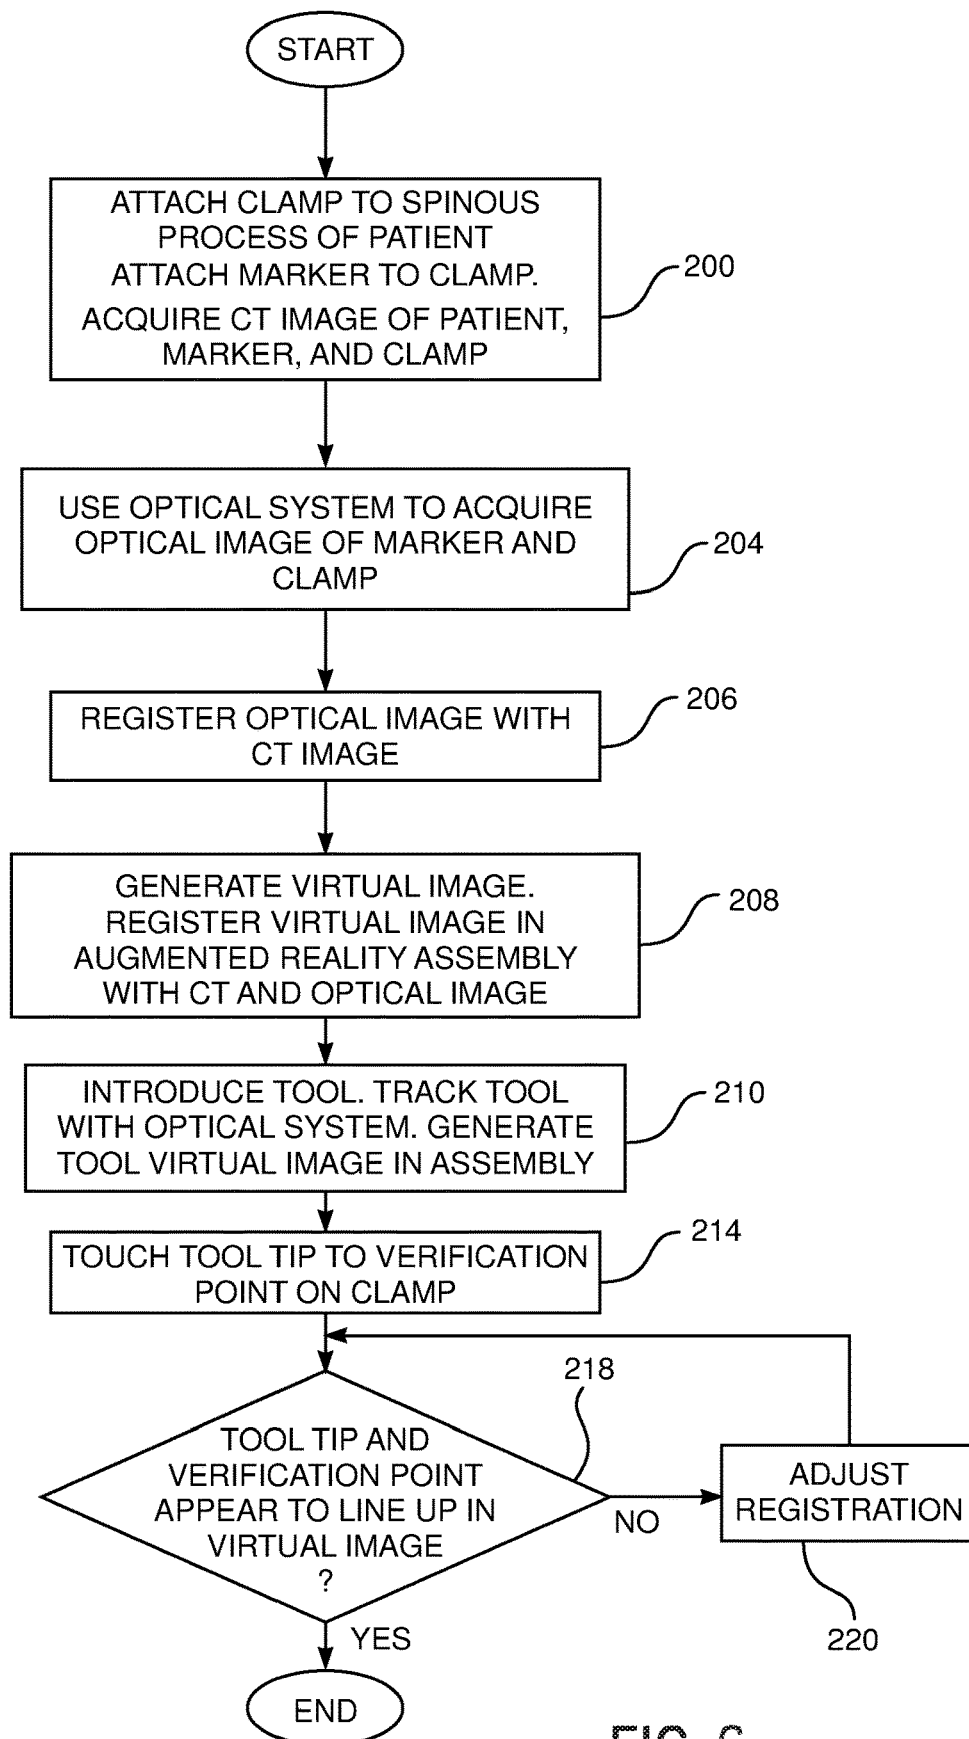 START
ATTACH CLAMP TO SPINOUS
PROCESS OF PATIENT
ATTACH MARKER TO CLAMP.
ACQUIRE CT IMAGE OF PATIENT,
MARKER, AND CLAMP
200
USE OPTICAL SYSTEM TO ACQUIRE
OPTICAL IMAGE OF MARKER AND
CLAMP
204
REGISTER OPTICAL IMAGE WITH
CT IMAGE
206
GENERATE VIRTUAL IMAGE.
REGISTER VIRTUAL IMAGE IN
AUGMENTED REALITY ASSEMBLY
WITH CT AND OPTICAL IMAGE
208
INTRODUCE TOOL. TRACK TOOL
WITH OPTICAL SYSTEM. GENERATE
TOOL VIRTUAL IMAGE IN ASSEMBLY
210
TOUCH TOOL TIP TO VERIFICATION
POINT ON CLAMP
214
TOOL TIP AND
VERIFICATION POINT
APPEAR TO LINE UP IN
VIRTUAL IMAGE
?
218
NO
ADJUST
REGISTRATION
220
YES
END